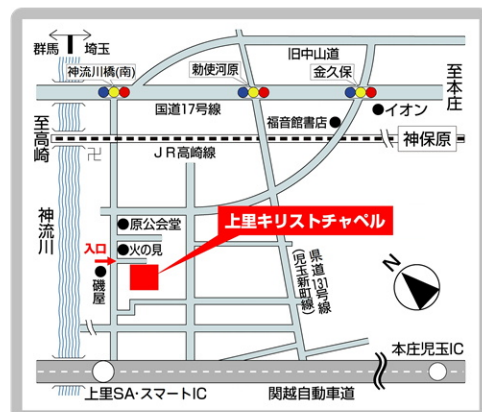 群馬
埼玉
旧中山道
神流川橋(南)
勅使河原
金久保
至本庄
国道17号線
福音館書店
イオン
至高崎
JR高崎線
神保原
卍
神流川
原公会堂
上里キリストチャペル
入口
火の見
磯屋
県道131号線
(児玉新町線)
N
本庄児玉IC
上里SA・スマートIC
関越自動車道